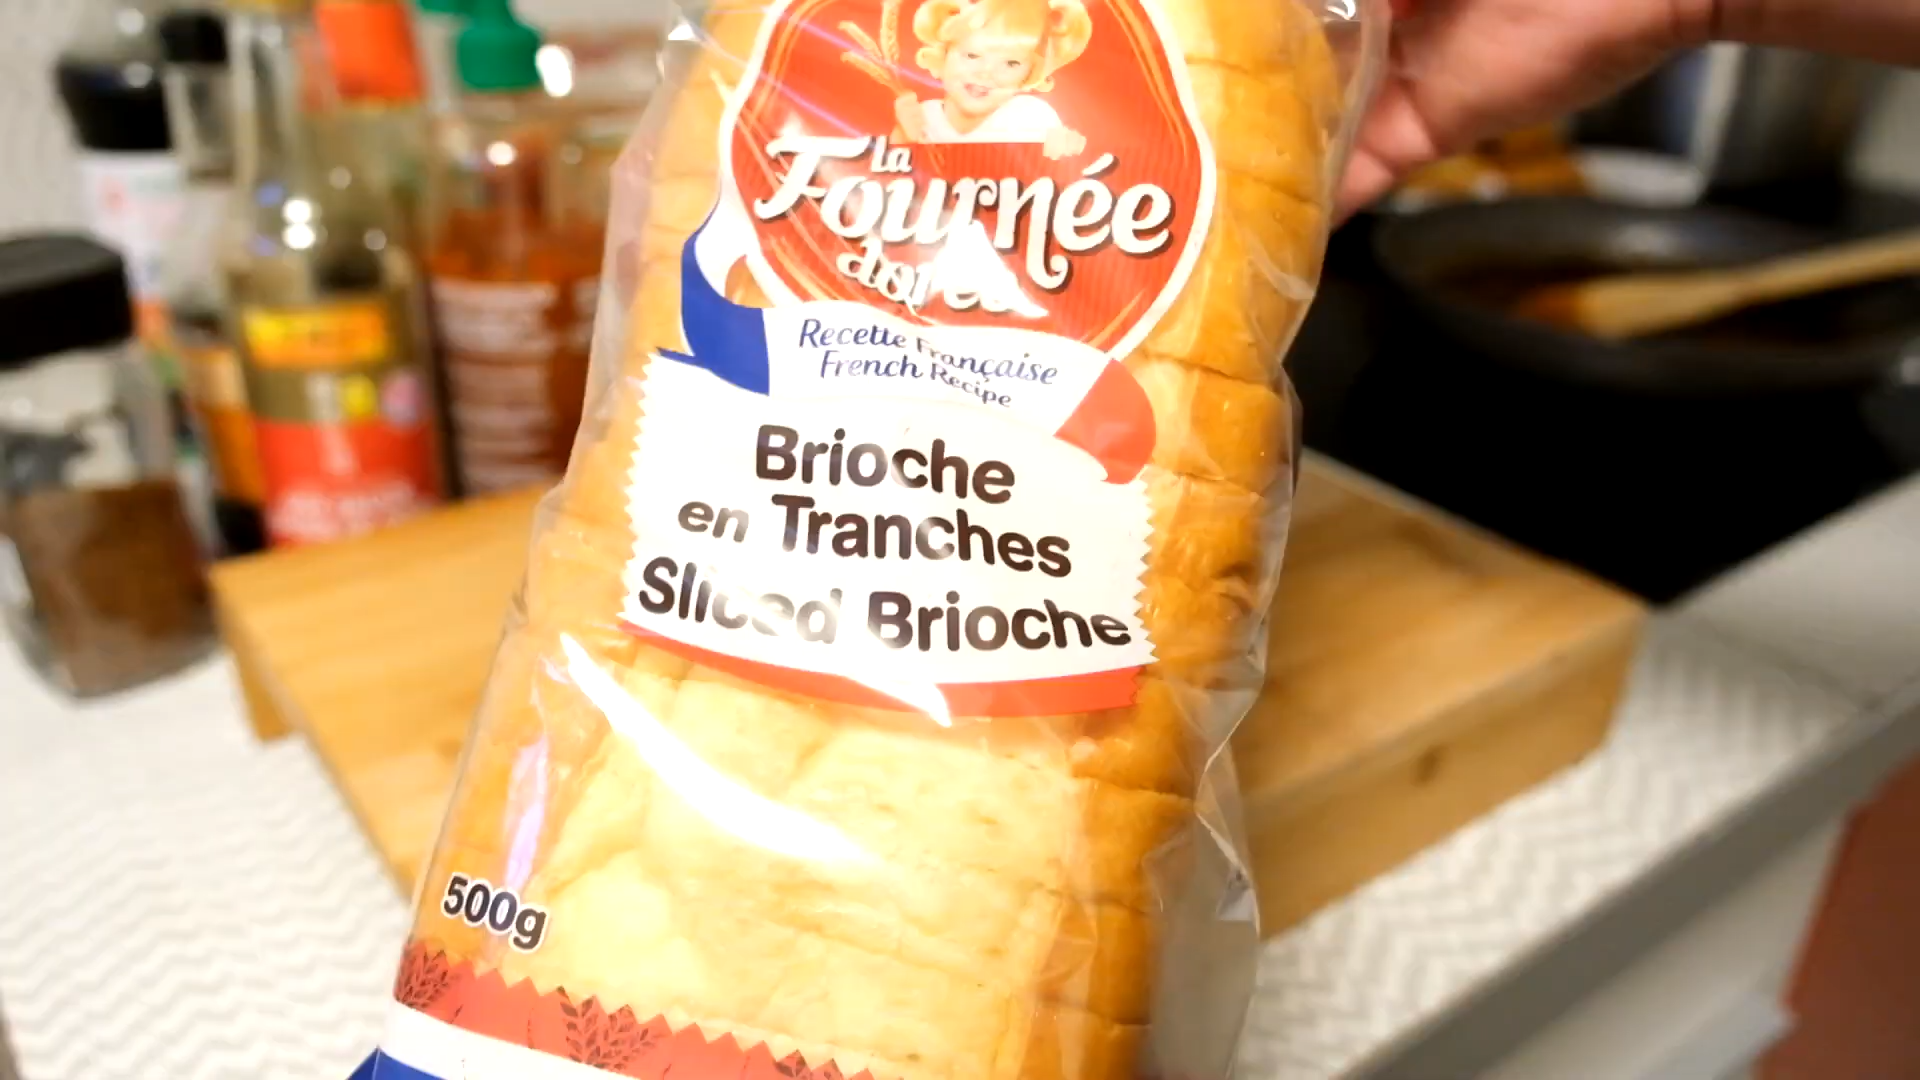 La
Fournée
dorée
Recette Française
French Recipe
Brioche
en Tranches
Sliced Brioche
500g